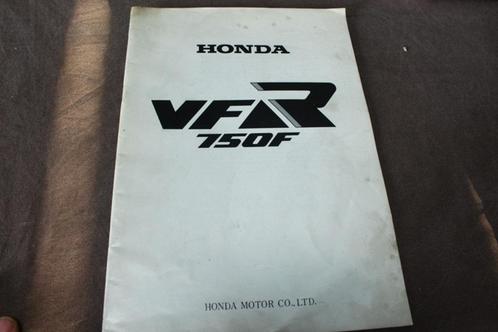 HONDA
VFR
750F
HONDA MOTOR CO.,LTD.